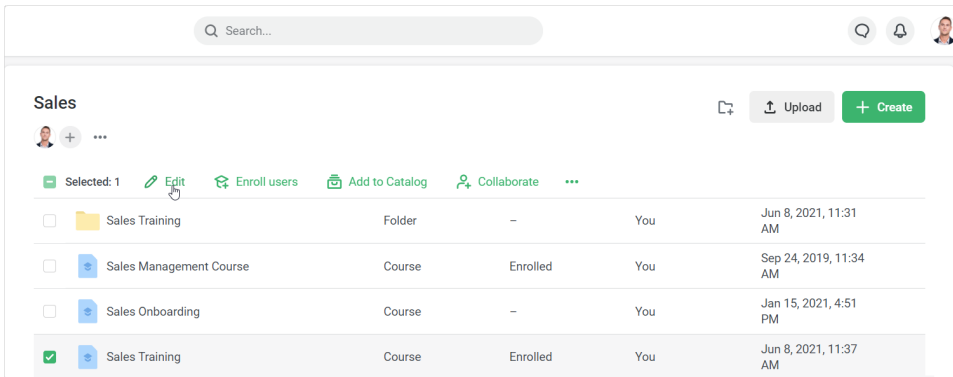 Search...
Sales
Upload
Create
Selected: 1 Edit Enroll users Add to Catalog Collaborate
Sales Training Folder – You Jun 8, 2021, 11:31
AM
Sales Management Course Course Enrolled You Sep 24, 2019, 11:34
AM
Sales Onboarding Course – You Jan 15, 2021, 4:51
PM
Sales Training Course Enrolled You Jun 8, 2021, 11:37
AM